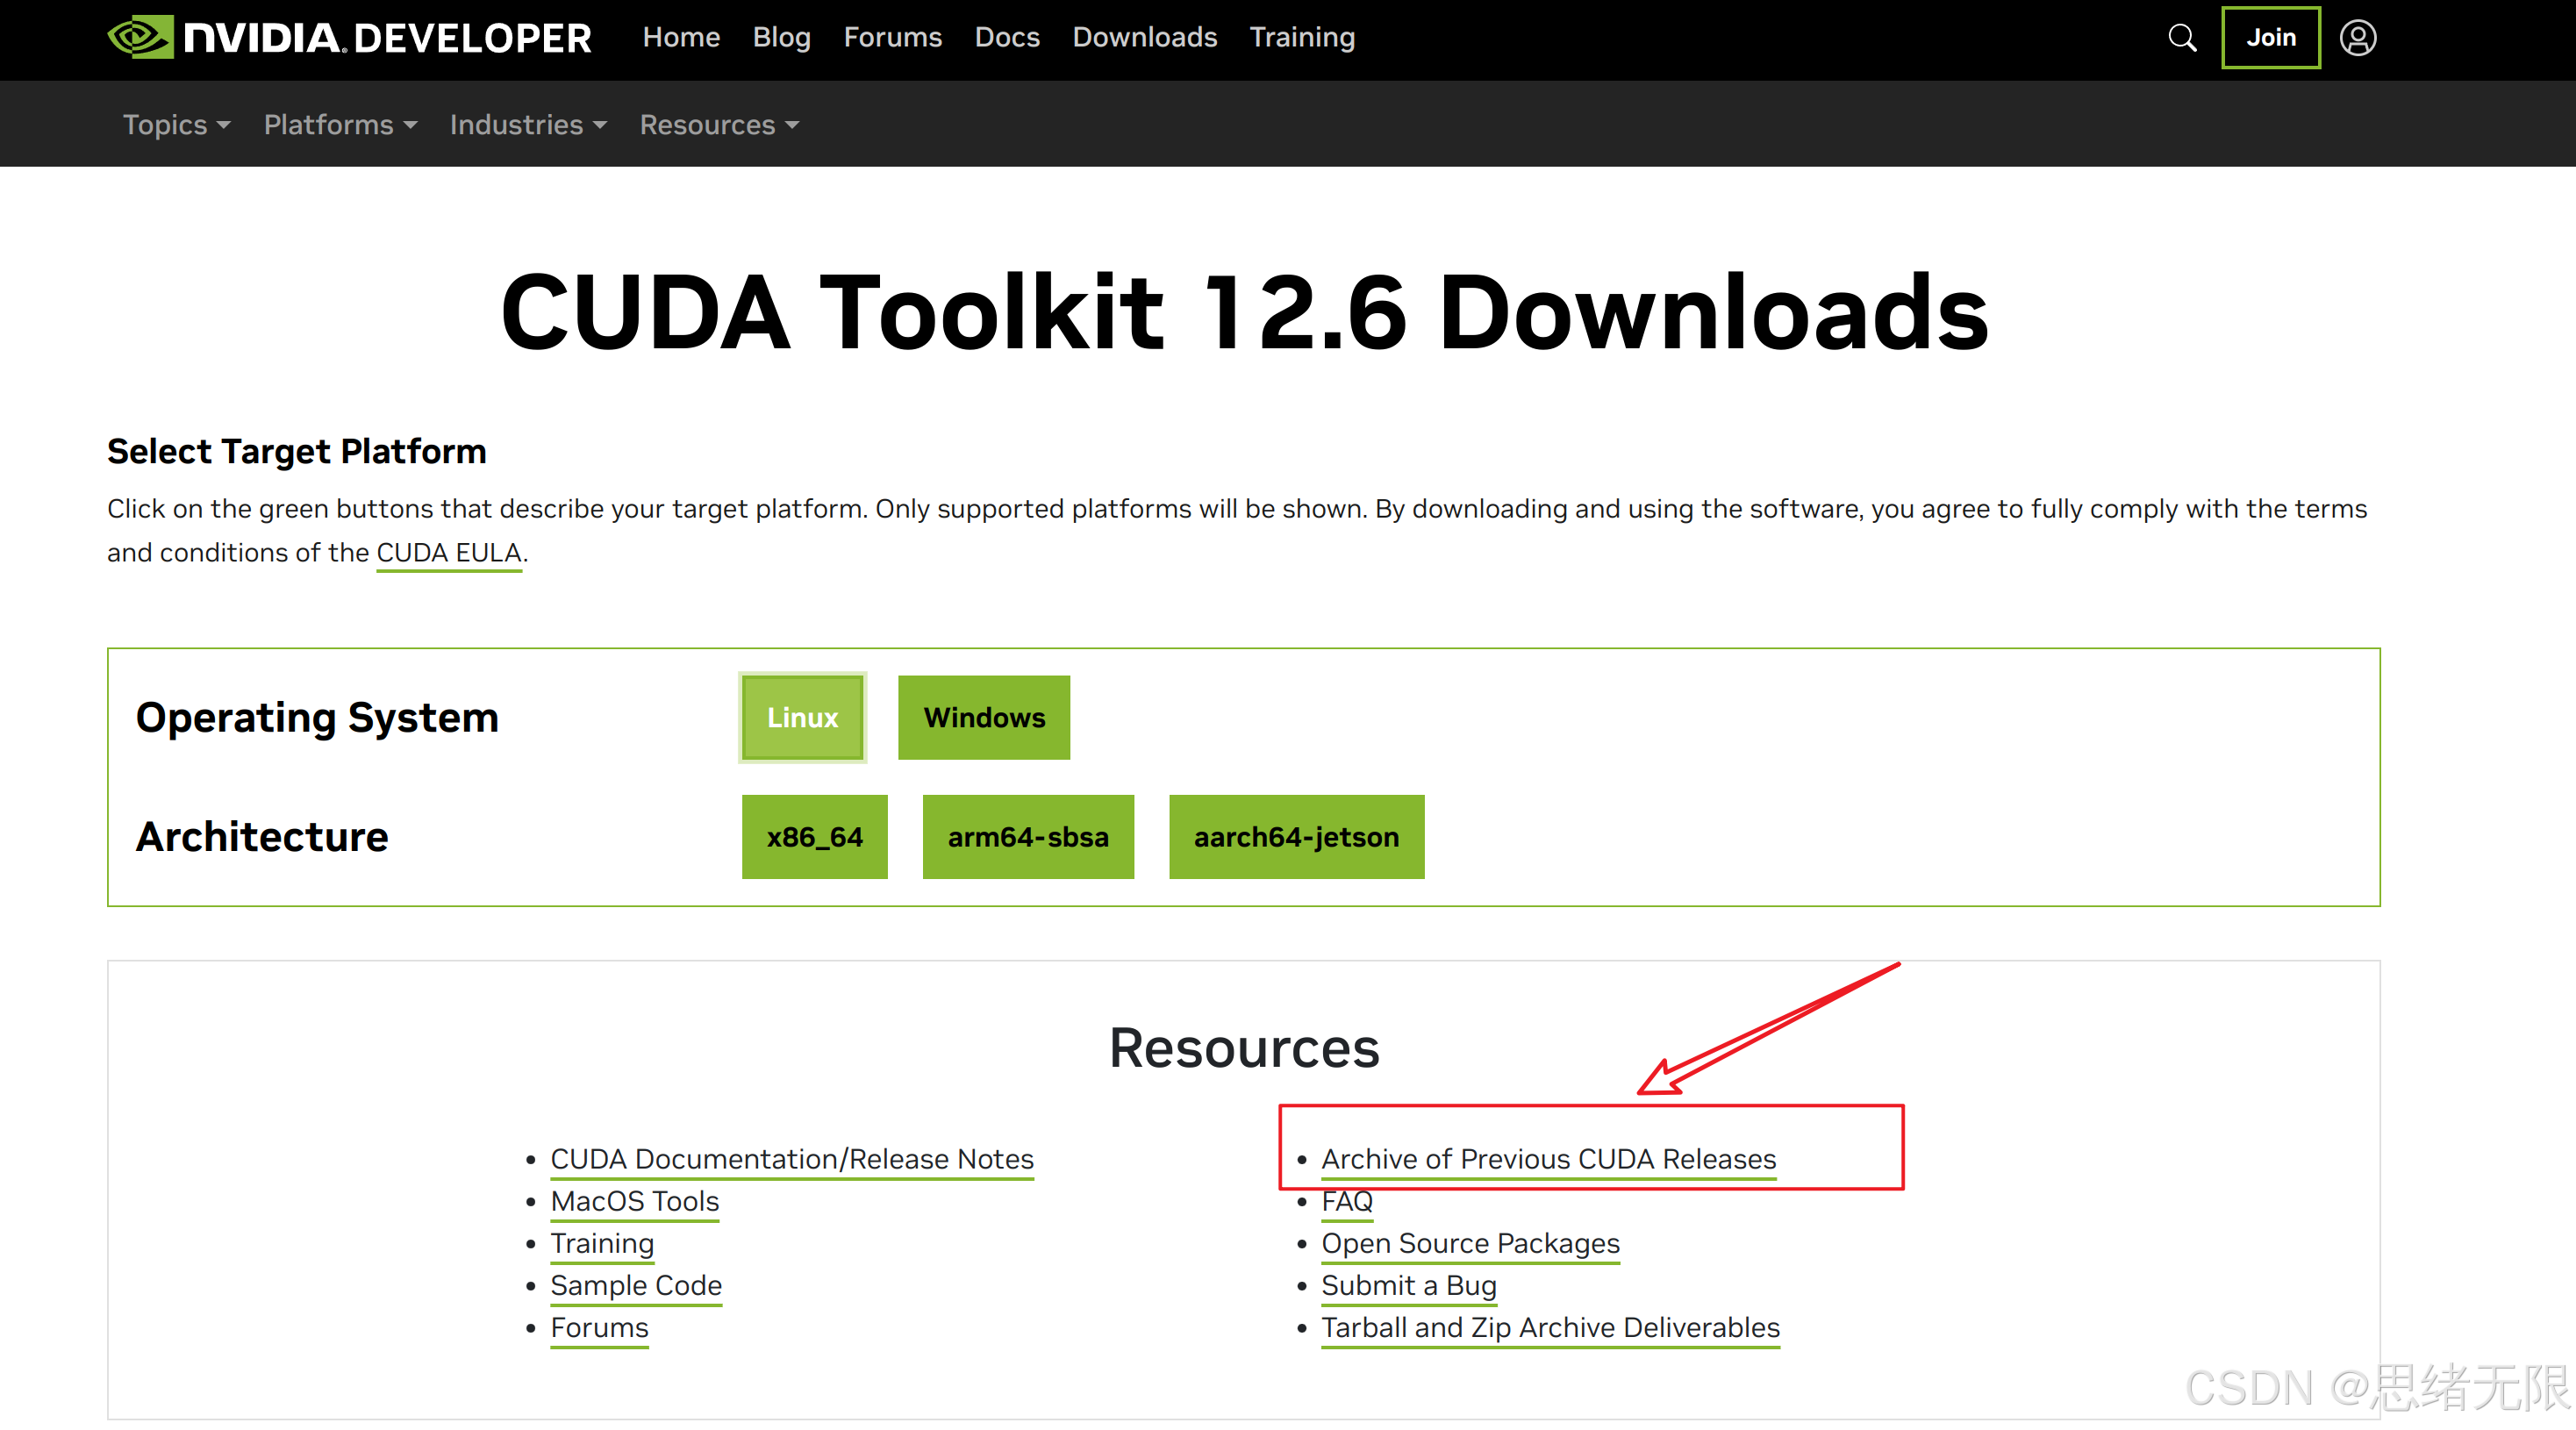 NVIDIA. DEVELOPER Home Blog Forums Docs Downloads Training Join
Topics Platforms Industries Resources
CUDA Toolkit 12.6 Downloads
Select Target Platform
Click on the green buttons that describe your target platform. Only supported platforms will be shown. By downloading and using the software, you agree to fully comply with the terms
and conditions of the CUDA EULA.
Operating System Linux Windows
Architecture x86_64 arm64-sbsa aarch64-jetson
Resources
• CUDA Documentation/Release Notes
• MacOS Tools
• Training
• Sample Code
• Forums
• Archive of Previous CUDA Releases
• FAQ
• Open Source Packages
• Submit a Bug
• Tarball and Zip Archive Deliverables
CSDN @思绪无限